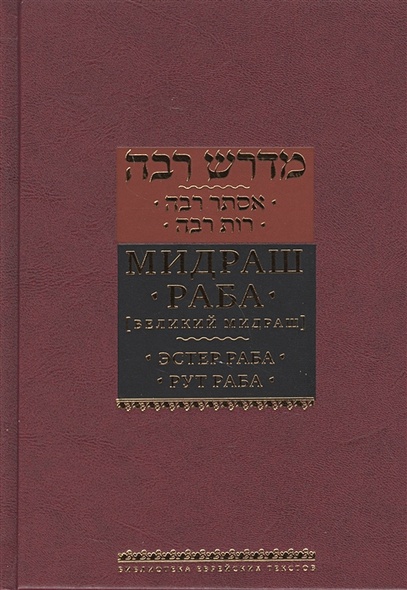 מדרש רבה
· אסתר רבה ·
· רות רבה ·
МИДРАШ
· РАБА ·
[ВЕЛИКИЙ МИДРАШ]
· ЭСТЕР РАБА ·
· РУТ РАБА ·
БИБЛИОТЕКА ЕВРЕЙСКИХ ТЕКСТОВ